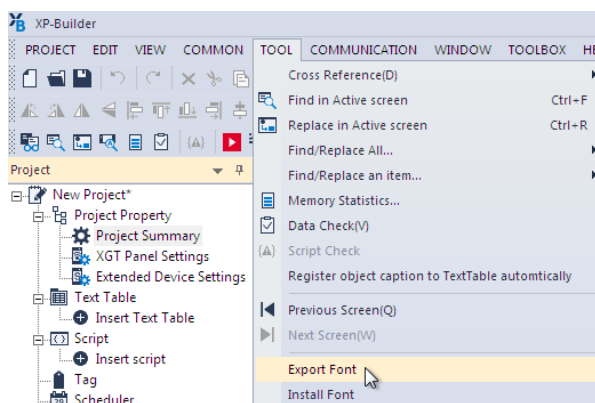 XP-Builder
PROJECT EDIT VIEW COMMON TOOL COMMUNICATION WINDOW TOOLBOX HE
Cross Reference(D)
Find in Active screen Ctrl+F
Replace in Active screen Ctrl+R
Find/Replace All...
Find/Replace an item...
Memory Statistics...
Data Check(V)
(A) Script Check
Register object caption to TextTable automtically
Previous Screen(Q)
Next Screen(W)
Export Font
Install Font
(A)
Project
New Project*
Project Property
Project Summary
XGT Panel Settings
Extended Device Settings
Text Table
Insert Text Table
Script
Insert script
Tag
Scheduler